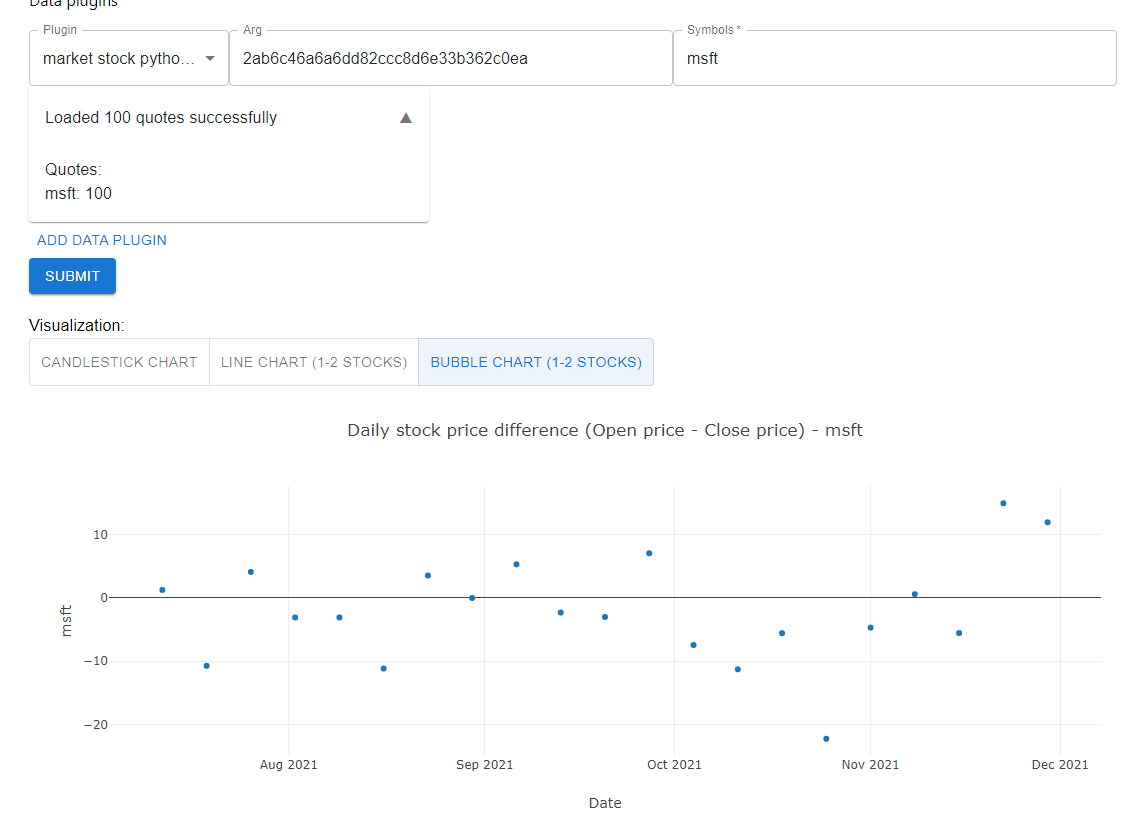 Data plugins
Plugin
Arg
Symbols *
market stock pytho...
2ab6c46a6a6dd82ccc8d6e33b362c0ea
msft
Loaded 100 quotes successfully
Quotes:
msft: 100
ADD DATA PLUGIN
SUBMIT
Visualization:
CANDLESTICK CHART
LINE CHART (1-2 STOCKS)
BUBBLE CHART (1-2 STOCKS)
Daily stock price difference (Open price - Close price) - msft
10
0
−10
−20
msft
Aug 2021
Sep 2021
Oct 2021
Nov 2021
Dec 2021
Date